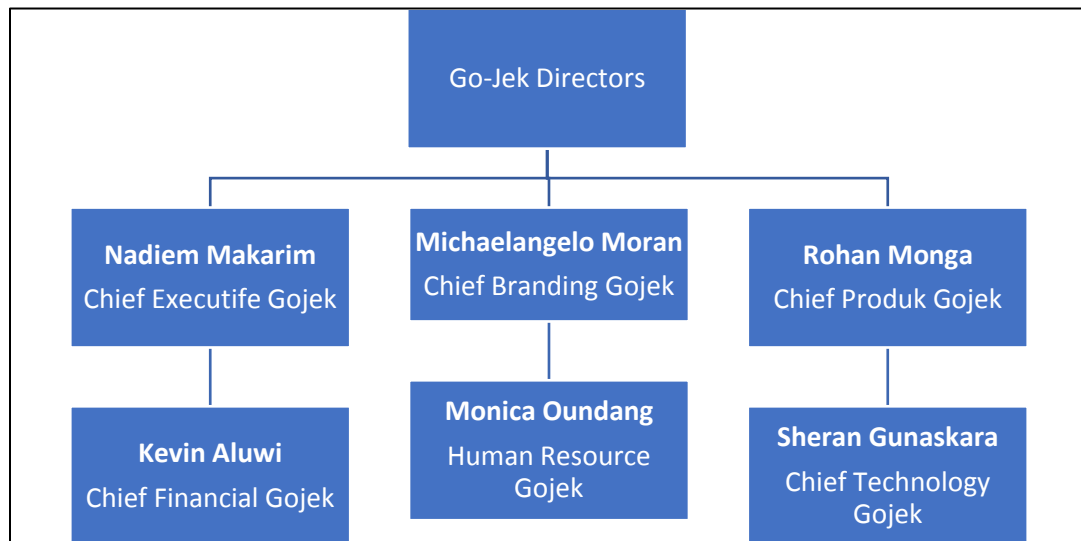 Go-Jek Directors
Nadiem Makarim
Chief Executife Gojek
Michaelangelo Moran
Chief Branding Gojek
Rohan Monga
Chief Produk Gojek
Kevin Aluwi
Chief Financial Gojek
Monica Oundang
Human Resource
Gojek
Sheran Gunaskara
Chief Technology
Gojek